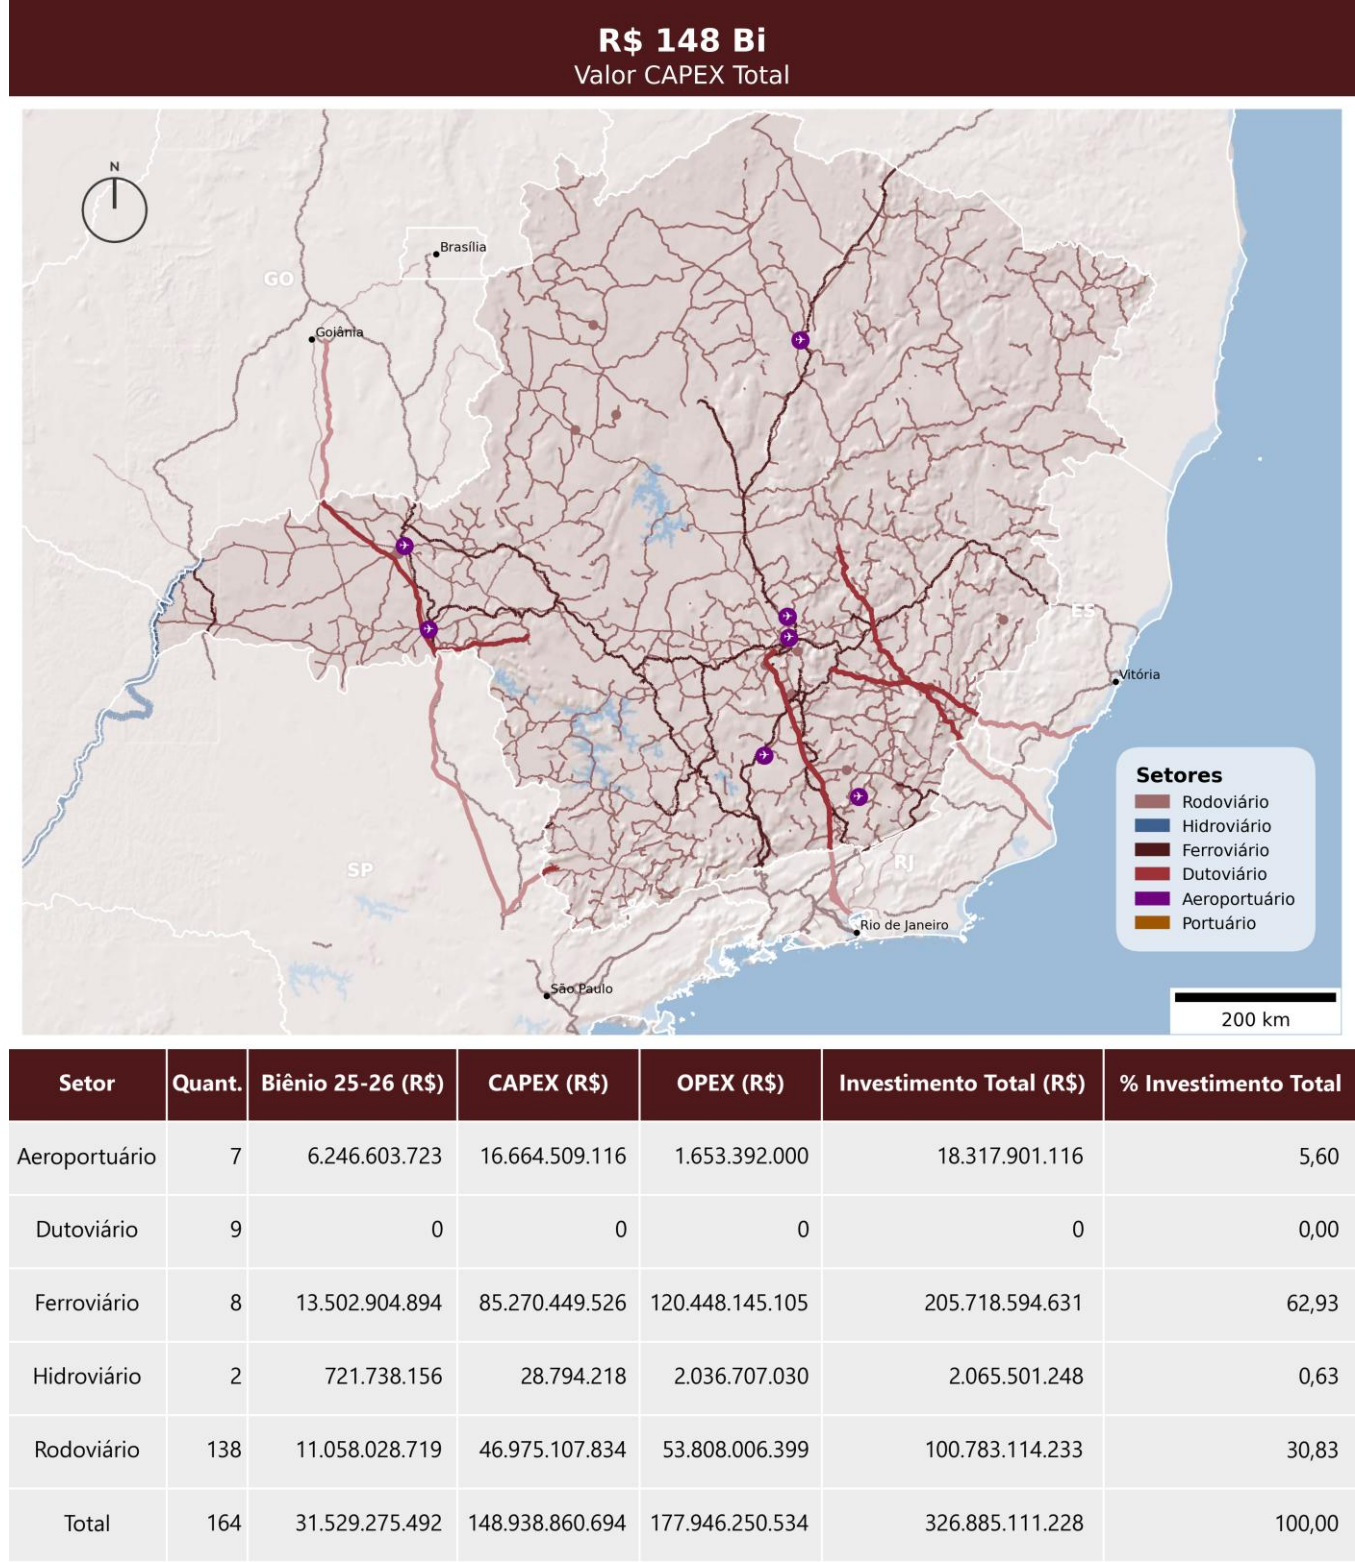 R$ 148 Bi
Valor CAPEX Total
N
Brasília
GO
Goiânia
ES
Vitória
SP
RJ
Rio de Janeiro
São Paulo
Setores
Rodoviário
Hidroviário
Ferroviário
Dutoviário
Aeroportuário
Portuário
200 km
Setor Quant. Biênio 25-26 (R$) CAPEX (R$) OPEX (R$) Investimento Total (R$) % Investimento Total
Aeroportuário 7 6.246.603.723 16.664.509.116 1.653.392.000 18.317.901.116 5,60
Dutoviário 9 0 0 0 0 0,00
Ferroviário 8 13.502.904.894 85.270.449.526 120.448.145.105 205.718.594.631 62,93
Hidroviário 2 721.738.156 28.794.218 2.036.707.030 2.065.501.248 0,63
Rodoviário 138 11.058.028.719 46.975.107.834 53.808.006.399 100.783.114.233 30,83
Total 164 31.529.275.492 148.938.860.694 177.946.250.534 326.885.111.228 100,00